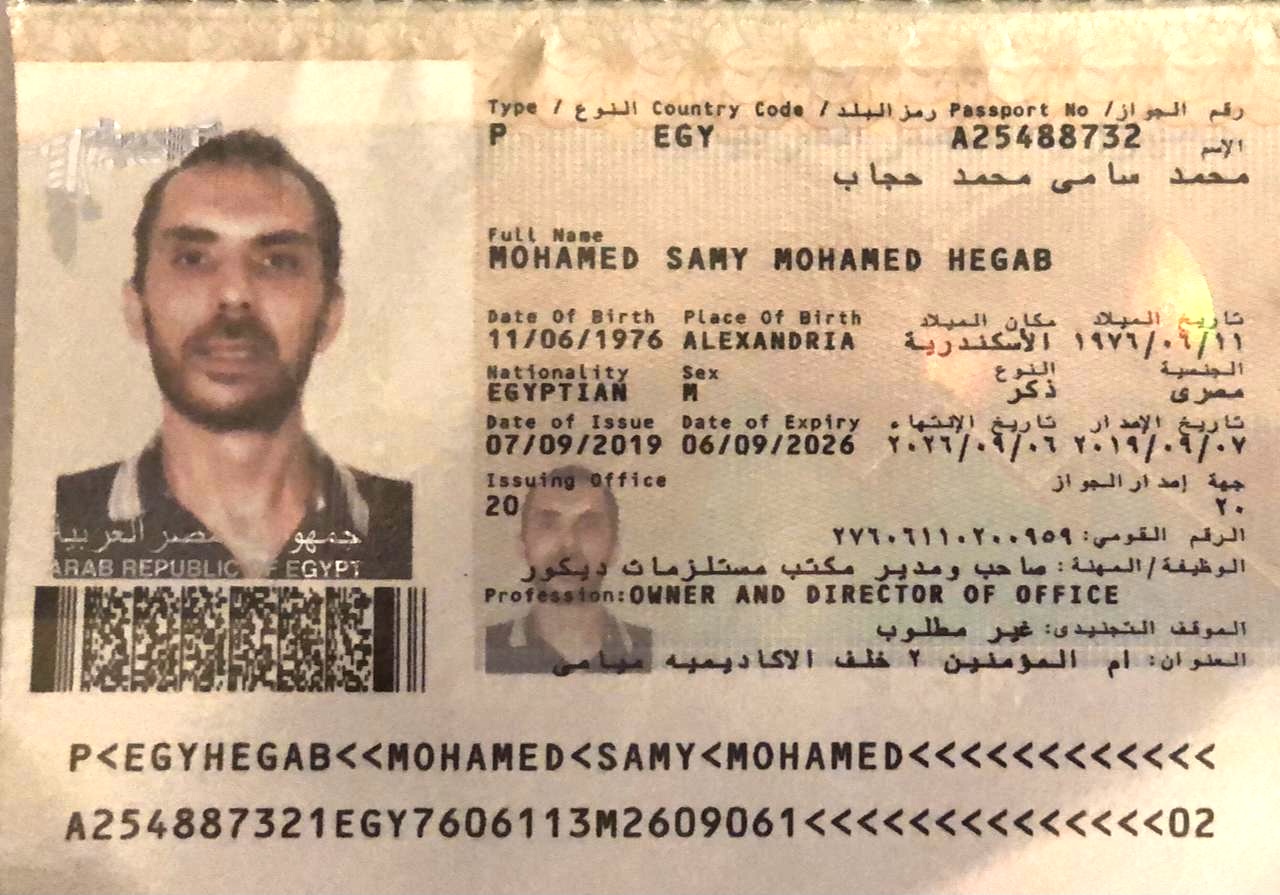 Type / النوع Country Code / رمز البلد Passport No / رقم الجواز
P EGY A25488732
الإسم
محمد سامى محمد حجاب
Full Name
MOHAMED SAMY MOHAMED HEGAB
Date Of Birth Place Of Birth مكان الميلاد تاريخ الميلاد
11/06/1976 ALEXANDRIA الأسكندرية ١٩٧٦/٠٦/١١
Nationality Sex النوع الجنسية
EGYPTIAN M ذكر مصرى
Date of Issue Date of Expiry تاريخ الإنتهاء تاريخ الإصدار
07/09/2019 06/09/2026 ٢٠٢٦/٠٩/٠٦ ٢٠١٩/٠٩/٠٧
Issuing Office جهة إصدار الجواز
20 ٢٠
الرقم القومي: ٢٧٦٠٦١١٠٢٠٠٩٥٩
الوظيفة/المهنة: صاحب ومدير مكتب مستلزمات ديكور
Profession:OWNER AND DIRECTOR OF OFFICE
الموقف التجنيدى: غير مطلوب
العنوان: ام المؤمنين ٢ خلف الاكاديميه ميامى
مصر العربية
ARAB REPUBLIC OF EGYPT
P<EGYHEGAB<<MOHAMED<SAMY<MOHAMED<<<<<<<<<<<<
A254887321EGY7606113M2609061<<<<<<<<<<<<<<02